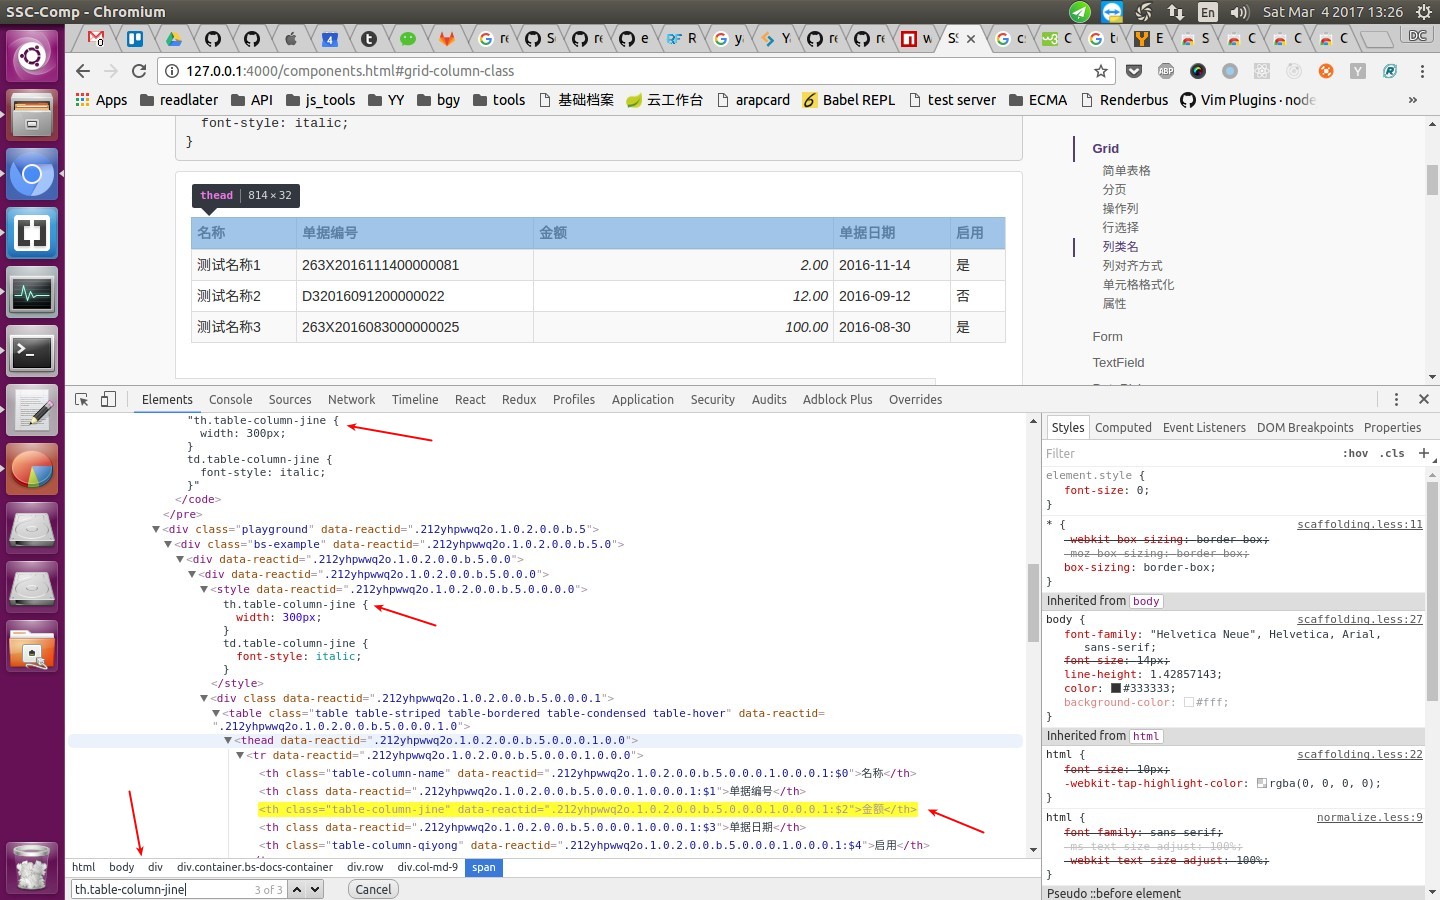 SSC-Comp - Chromium
En
Sat Mar 4 2017 13:26
DC
127.0.0.1:4000/components.html#grid-column-class
Apps
readlater
API
js_tools
YY
bgy
tools
基础档案
云工作台
arapcard
Babel REPL
test server
ECMA
Renderbus
Vim Plugins · node
»
font-style: italic;
}
thead
814 × 32
名称 单据编号 金额 单据日期 启用
测试名称1 263X2016111400000081 2.00 2016-11-14 是
测试名称2 D32016091200000022 12.00 2016-09-12 否
测试名称3 263X2016083000000025 100.00 2016-08-30 是
Grid
简单表格
分页
操作列
行选择
列类名
列对齐方式
单元格格式化
属性
Form
TextField
Elements Console Sources Network Timeline React Redux Profiles Application Security Audits Adblock Plus Overrides
"th.table-column-jine {
width: 300px;
}
td.table-column-jine {
font-style: italic;
}"
</code>
</pre>
<div class="playground" data-reactid=".212yhpwwq2o.1.0.2.0.0.b.5">
<div class="bs-example" data-reactid=".212yhpwwq2o.1.0.2.0.0.b.5.0">
<div data-reactid=".212yhpwwq2o.1.0.2.0.0.b.5.0.0">
<div data-reactid=".212yhpwwq2o.1.0.2.0.0.b.5.0.0.0">
<style data-reactid=".212yhpwwq2o.1.0.2.0.0.b.5.0.0.0.0">
th.table-column-jine {
width: 300px;
}
td.table-column-jine {
font-style: italic;
}
</style>
<div class data-reactid=".212yhpwwq2o.1.0.2.0.0.b.5.0.0.0.1">
<table class="table table-striped table-bordered table-condensed table-hover" data-reactid=
".212yhpwwq2o.1.0.2.0.0.b.5.0.0.0.1.0">
<thead data-reactid=".212yhpwwq2o.1.0.2.0.0.b.5.0.0.0.1.0.0">
<tr data-reactid=".212yhpwwq2o.1.0.2.0.0.b.5.0.0.0.1.0.0.0">
<th class="table-column-name" data-reactid=".212yhpwwq2o.1.0.2.0.0.b.5.0.0.0.1.0.0.0.1:$0">名称</th>
<th class data-reactid=".212yhpwwq2o.1.0.2.0.0.b.5.0.0.0.1.0.0.0.1:$1">单据编号</th>
<th class="table-column-jine" data-reactid=".212yhpwwq2o.1.0.2.0.0.b.5.0.0.0.1.0.0.0.1:$2">金额</th>
<th class data-reactid=".212yhpwwq2o.1.0.2.0.0.b.5.0.0.0.1.0.0.0.1:$3">单据日期</th>
<th class="table-column-qiyong" data-reactid=".212yhpwwq2o.1.0.2.0.0.b.5.0.0.0.1.0.0.0.1:$4">启用</th>
html body div div.container.bs-docs-container div.row div.col-md-9 span
th.table-column-jine
3 of 3
Cancel
Styles Computed Event Listeners DOM Breakpoints Properties
Filter :hov .cls +
element.style {
font-size: 0;
}
* { scaffolding.less:11
-webkit-box-sizing: border-box;
-moz-box-sizing: border-box;
box-sizing: border-box;
}
Inherited from body
body { scaffolding.less:27
font-family: "Helvetica Neue", Helvetica, Arial,
sans-serif;
font-size: 14px;
line-height: 1.42857143;
color: #333333;
background-color: #fff;
}
Inherited from html
html { scaffolding.less:22
font-size: 10px;
-webkit-tap-highlight-color: rgba(0, 0, 0, 0);
}
html { normalize.less:9
font-family: sans-serif;
-ms-text-size-adjust: 100%;
-webkit-text-size-adjust: 100%;
}
Pseudo ::before element